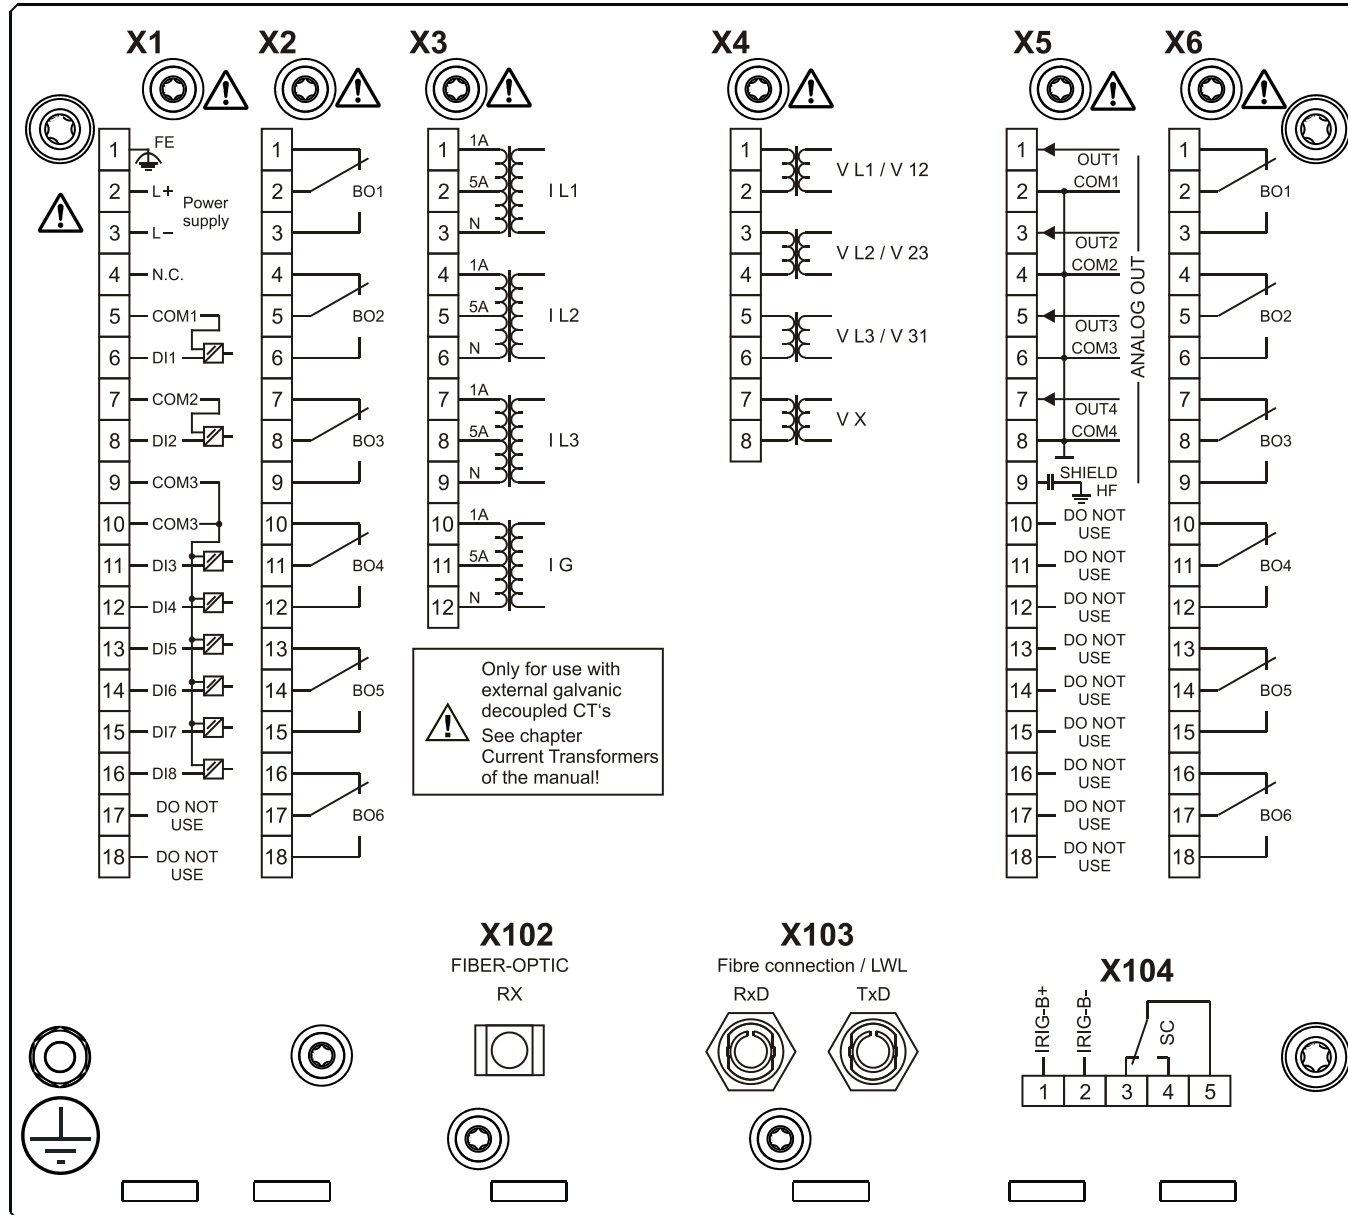 X1
X2
X3
X4
X5
X6
1 FE
2 L+
Power
supply
3 L–
4 N.C.
5 COM1
6 DI1
7 COM2
8 DI2
9 COM3
10 COM3
11 DI3
12 DI4
13 DI5
14 DI6
15 DI7
16 DI8
17 DO NOT
USE
18 DO NOT
USE
1
2 BO1
3
4
5 BO2
6
7
8 BO3
9
10
11 BO4
12
13
14 BO5
15
16
17 BO6
18
1 1A
2 5A I L1
3 N
4 1A
5 5A I L2
6 N
7 1A
8 5A I L3
9 N
10 1A
11 5A I G
12 N
Only for use with
external galvanic
decoupled CT's
See chapter
Current Transformers
of the manual!
1
V L1 / V 12
2
3
V L2 / V 23
4
5
V L3 / V 31
6
7
V X
8
1 OUT1
2 COM1
3 OUT2
4 COM2
5 OUT3
6 COM3
7 OUT4
8 COM4
ANALOG OUT
9 SHIELD
HF
10 DO NOT
USE
11 DO NOT
USE
12 DO NOT
USE
13 DO NOT
USE
14 DO NOT
USE
15 DO NOT
USE
16 DO NOT
USE
17 DO NOT
USE
18 DO NOT
USE
1
2 BO1
3
4
5 BO2
6
7
8 BO3
9
10
11 BO4
12
13
14 BO5
15
16
17 BO6
18
X102
FIBER-OPTIC
RX
X103
Fibre connection / LWL
RxD TxD
X104
IRIG-B+
IRIG-B-
SC
1 2 3 4 5